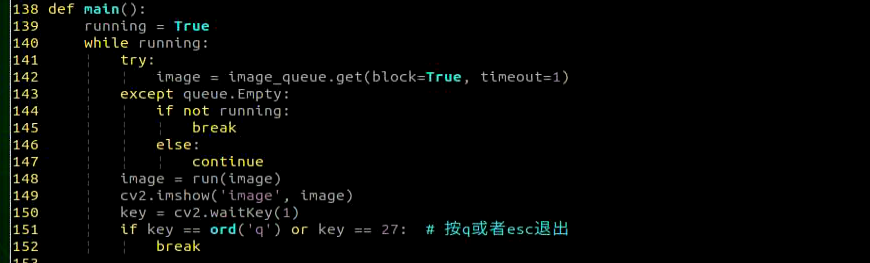 138 def main():
139     running = True
140     while running:
141         try:
142             image = image_queue.get(block=True, timeout=1)
143         except queue.Empty:
144             if not running:
145                 break
146             else:
147                 continue
148         image = run(image)
149         cv2.imshow('image', image)
150         key = cv2.waitKey(1)
151         if key == ord('q') or key == 27:  # 按q或者esc退出
152             break